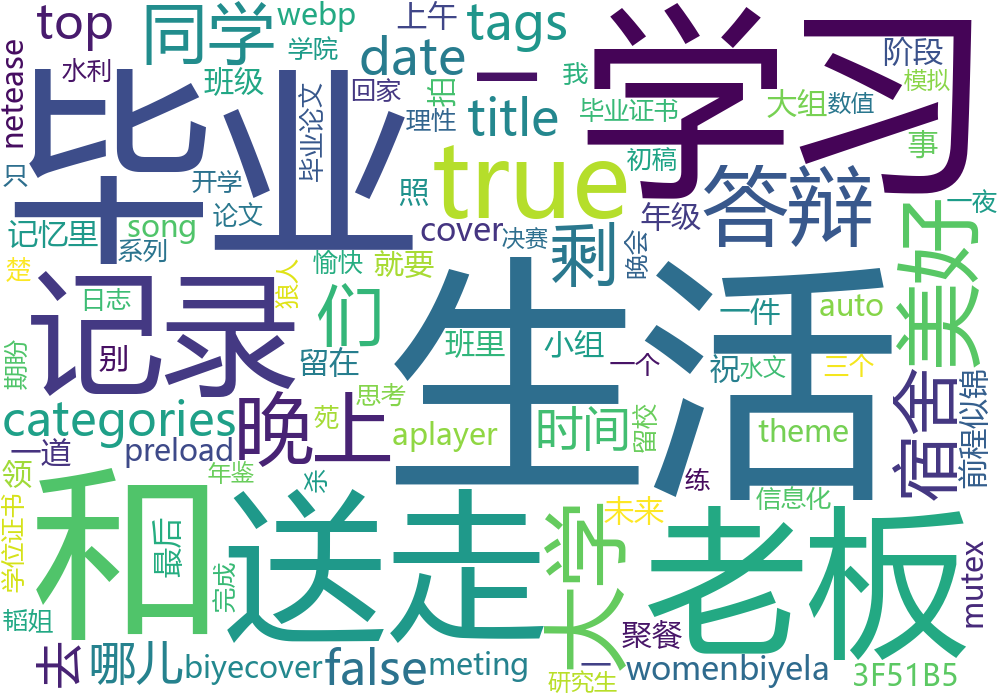 top
同学
webp
上午
tags
学习
netease
水利
班级
学院
date
一
回家
拍
title
我
阶段
模拟
毕业
毕业论文
理性
毕业证书
大组
数值
事
只
开学
论文
照
true
初稿
答辩
年级
一夜
记忆里
song
系列
cover
决赛
剩
晚会
美好
楚
愉快
就要
狼人
记录
日志
们
生活
一件
auto
期盼
别
留在
班里
小组
一个
祝
水文
三个
categories
晚上
苑
思考
aplayer
时间
留校
theme
宿舍
前程似锦
一道
preload
领
年鉴
亲
练
信息化
学位证书
和
最后
送走
大学
未来
老板
mutex
韬姐
完成
聚餐
去
哪儿
biyecover
false
meting
二
研究生
womenbiyela
3F51B5